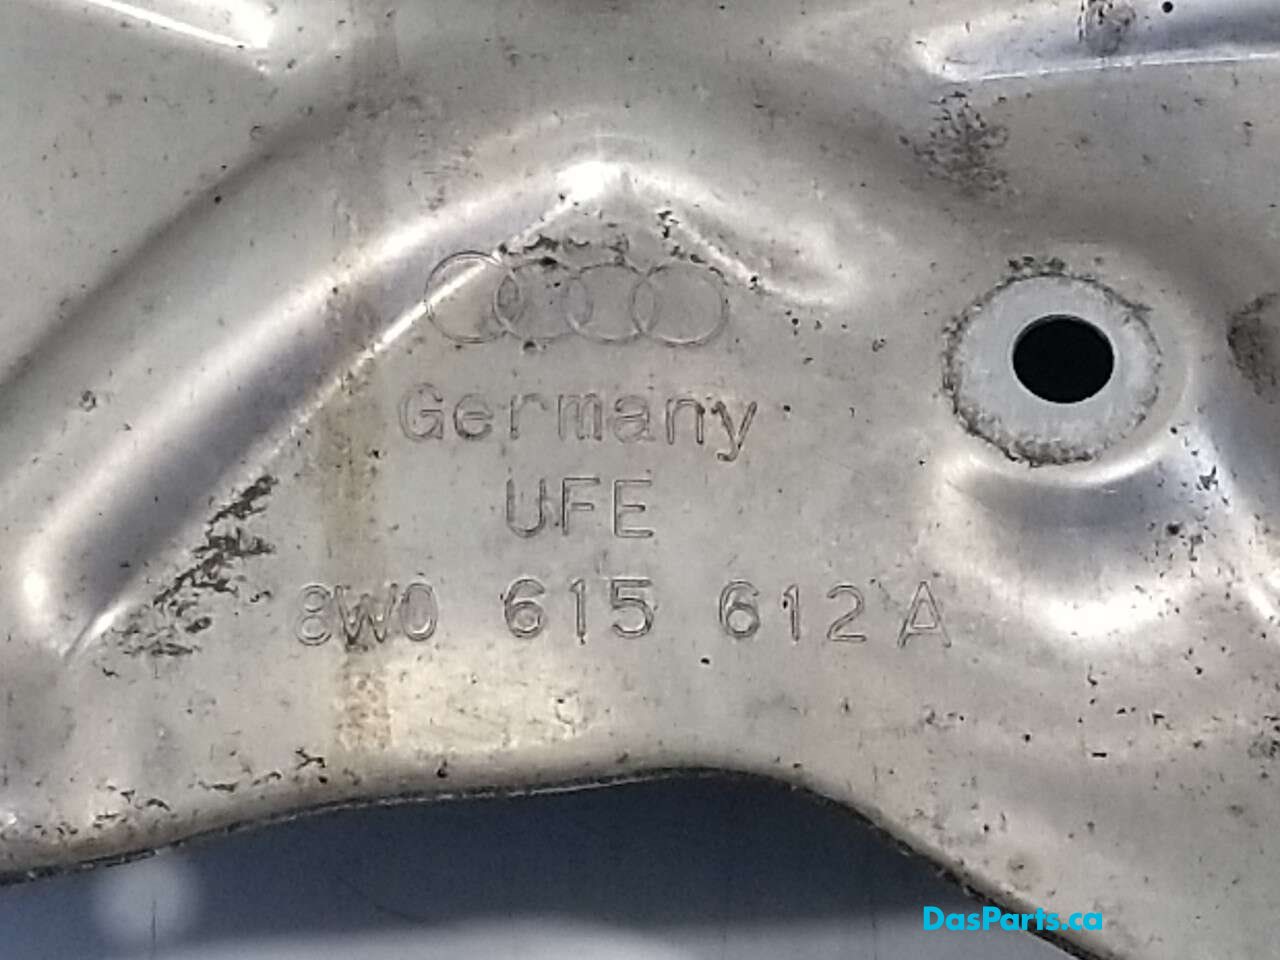 Germany
UFE
8W0 615 612 A
DasParts.ca